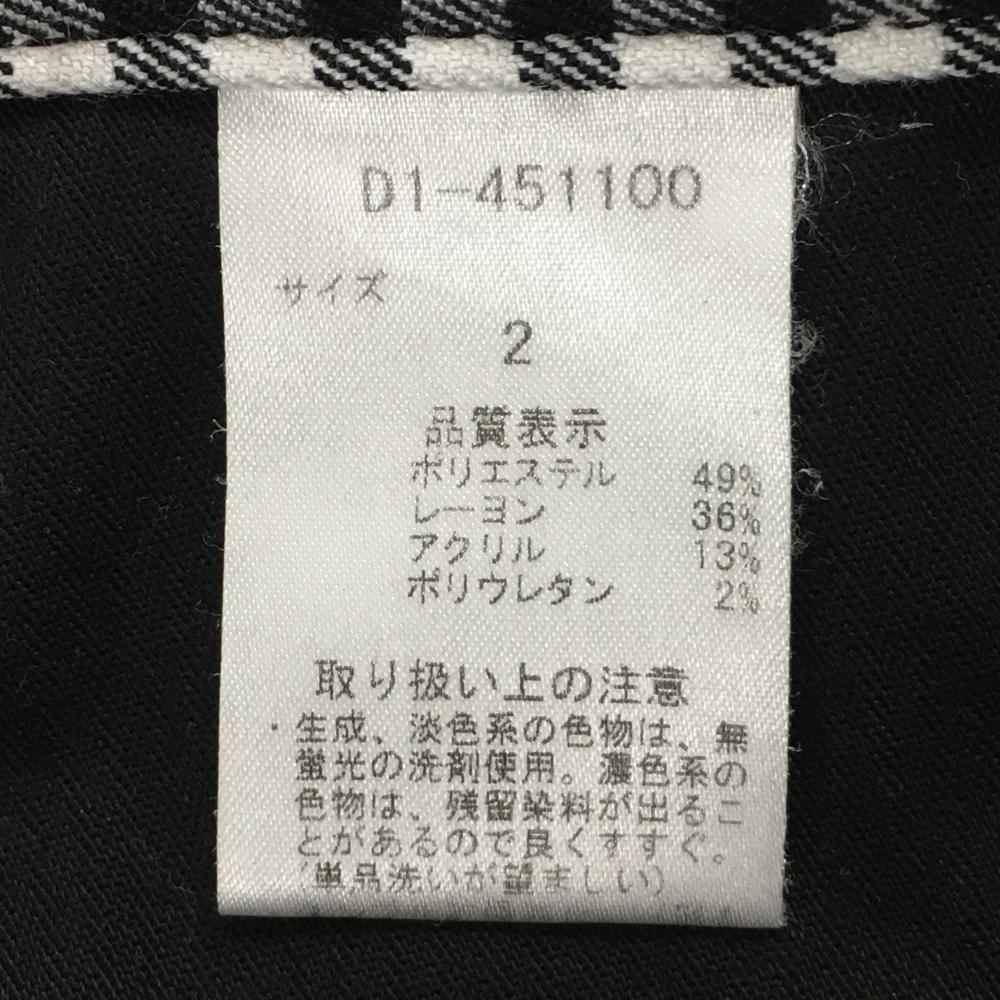 D1-451100
サイズ
2
品質表示
ポリエステル 49%
レーヨン 36%
アクリル 13%
ポリウレタン 2%
取り扱い上の注意
・生成、淡色系の色物は、無
蛍光の洗剤使用。濃色系の
色物は、残留染料が出るこ
とがあるので良くすすぐ。
(単品洗いが望ましい)